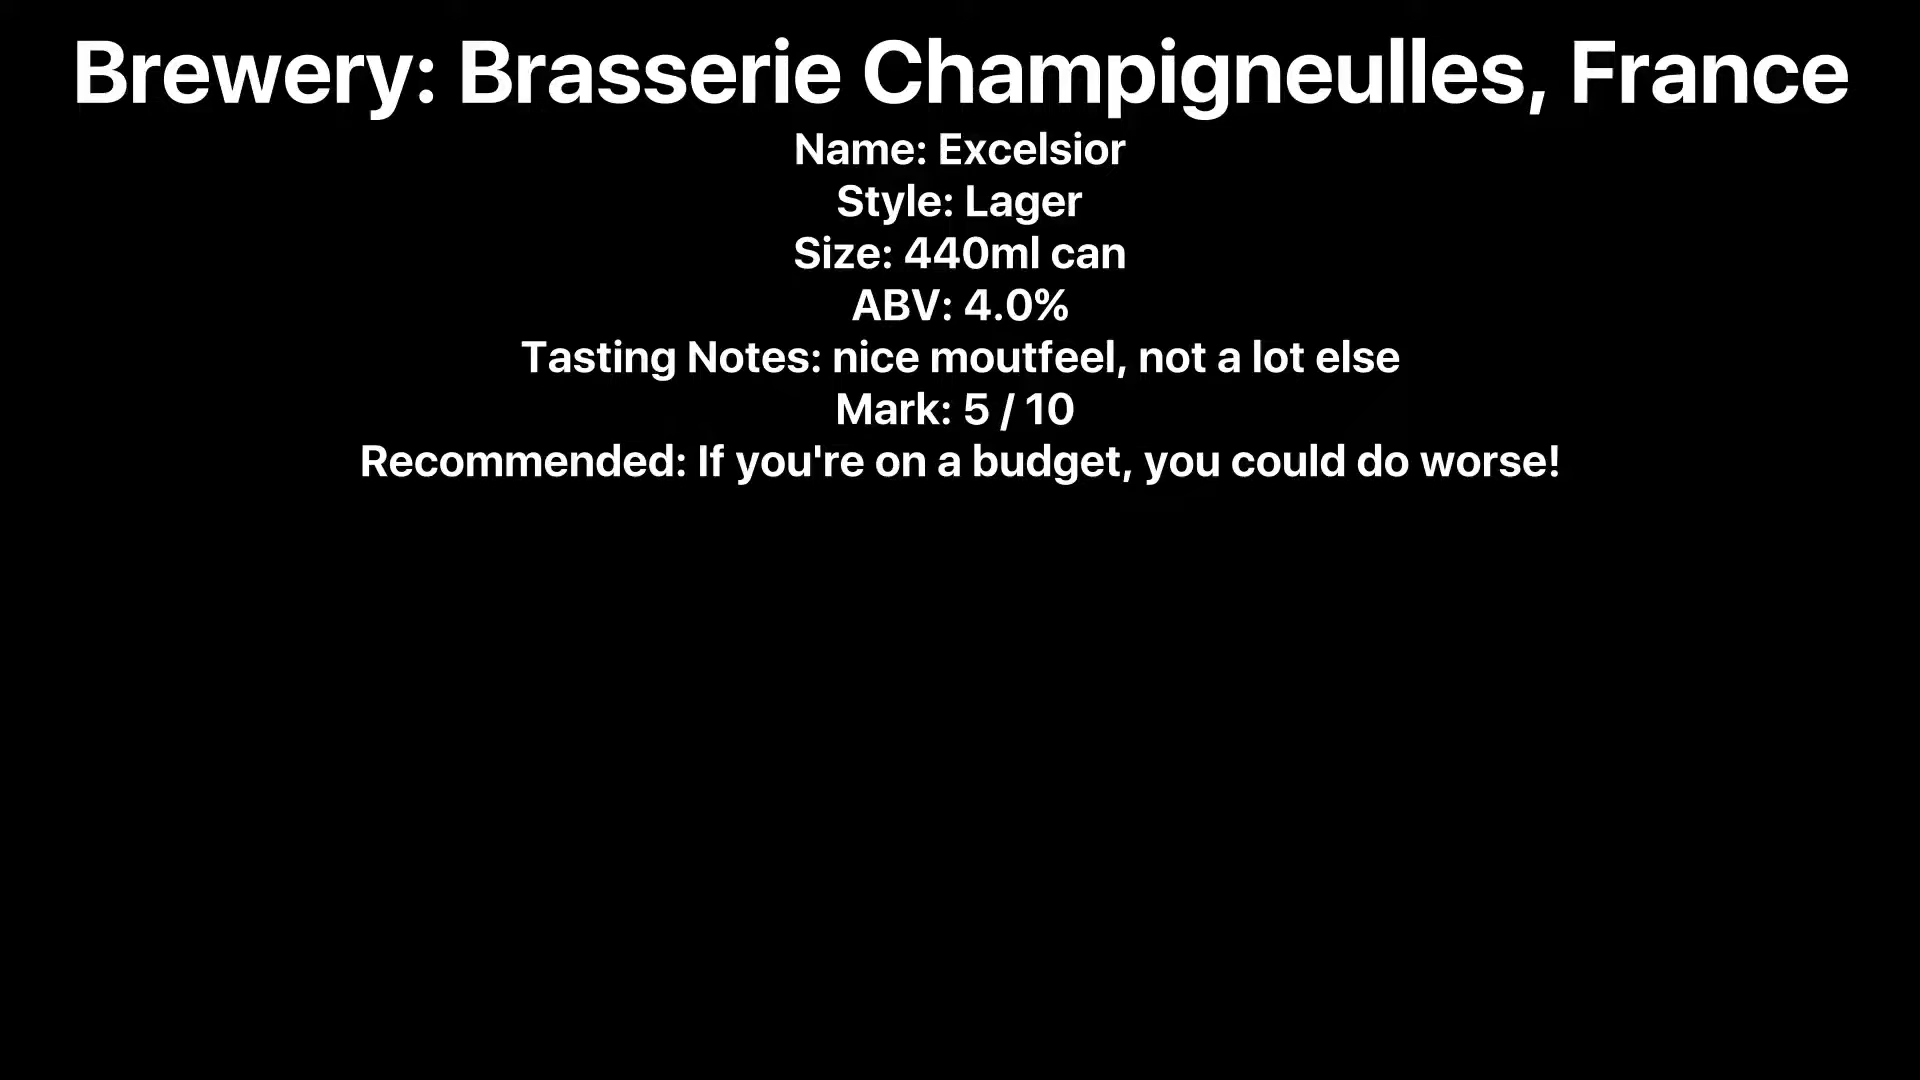 Brewery: Brasserie Champigneulles, France
Name: Excelsior
Style: Lager
Size: 440ml can
ABV: 4.0%
Tasting Notes: nice moutfeel, not a lot else
Mark: 5 / 10
Recommended: If you're on a budget, you could do worse!